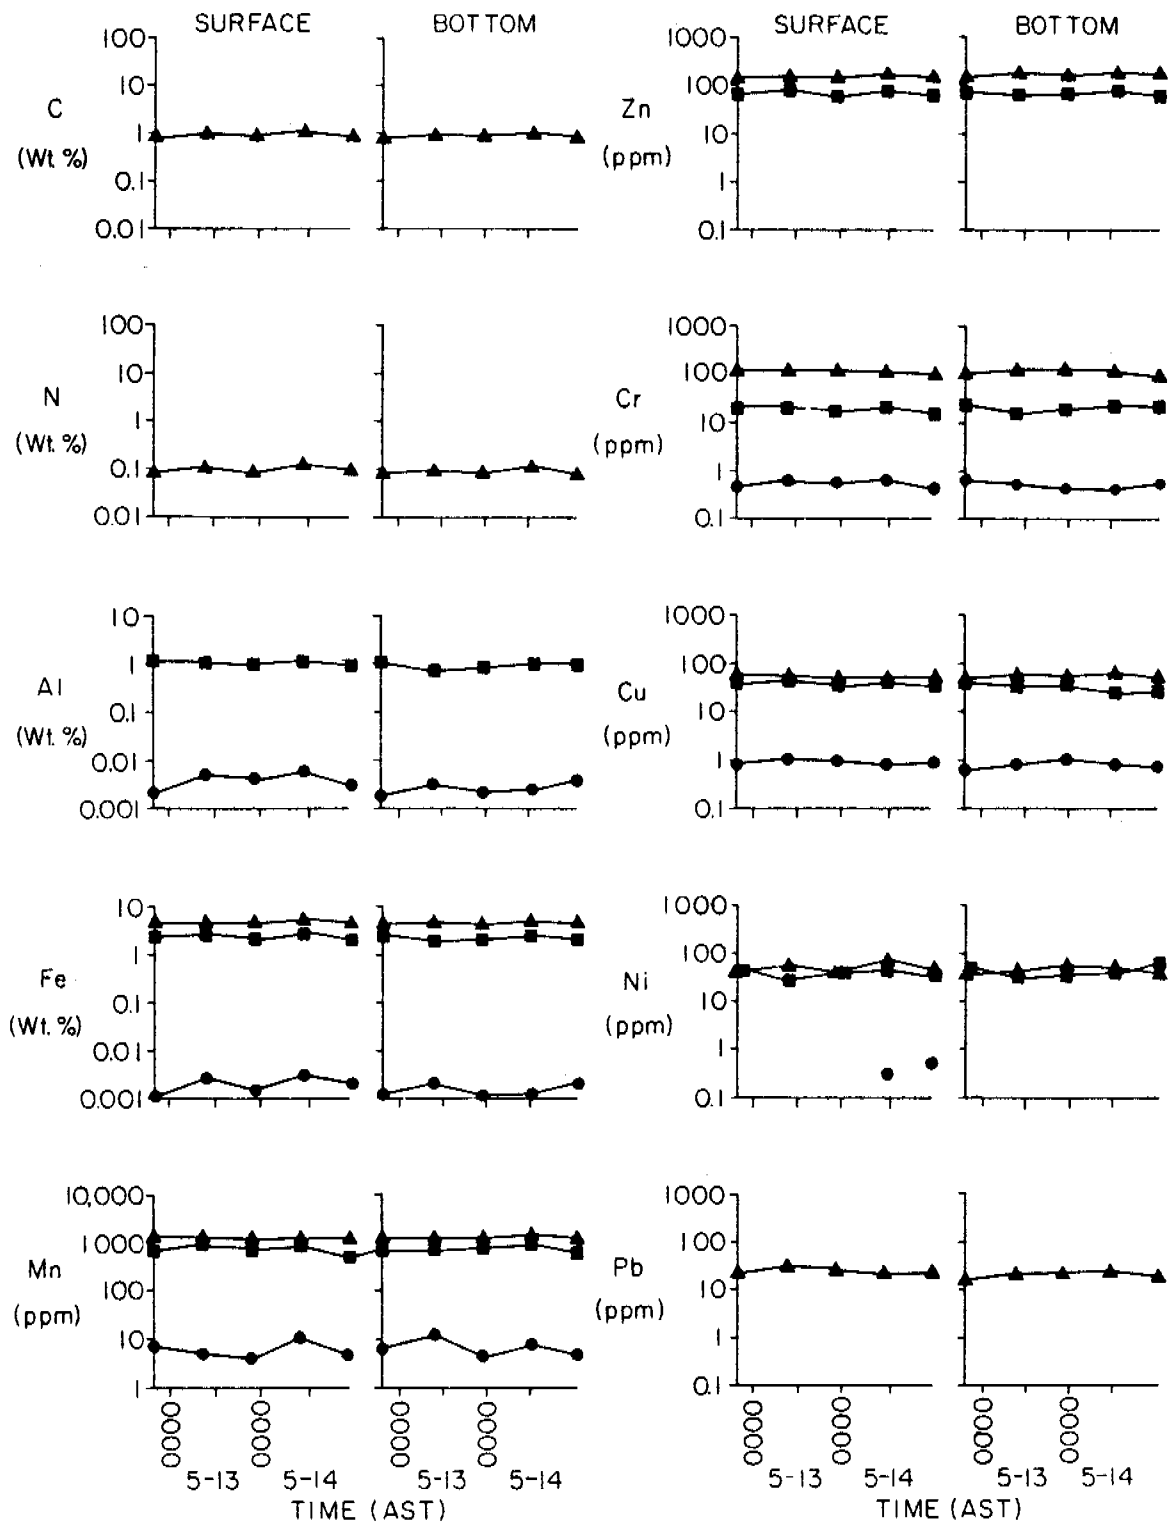 SURFACE BOTTOM
C
(Wt. %)
100
10
1
0.1
0.01
N
(Wt. %)
100
10
1
0.1
0.01
Al
(Wt. %)
10
1
0.1
0.01
0.001
Fe
(Wt. %)
10
1
0.1
0.01
0.001
Mn
(ppm)
10,000
1000
100
10
1
0000 0000 0000 0000
5-13 5-14 5-13 5-14
TIME (AST)
SURFACE BOTTOM
Zn
(ppm)
1000
100
10
1
0.1
Cr
(ppm)
1000
100
10
1
0.1
Cu
(ppm)
1000
100
10
1
0.1
Ni
(ppm)
1000
100
10
1
0.1
Pb
(ppm)
1000
100
10
1
0.1
0000 0000 0000 0000
5-13 5-14 5-13 5-14
TIME (AST)